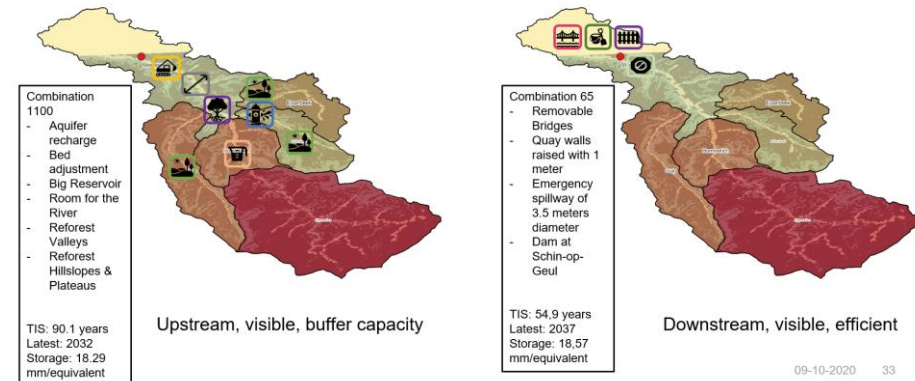 Combination
1100
- Aquifer
recharge
- Bed
adjustment
- Big Reservoir
- Room for the
River
- Reforest
Valleys
- Reforest
Hillslopes &
Plateaus
TIS: 90.1 years
Latest: 2032
Storage: 18.29
mm/equivalent
Upstream, visible, buffer capacity
Eyserbeek
Combination 65
- Removable
Bridges
- Quay walls
raised with 1
meter
- Emergency
spillway of
3.5 meters
diameter
- Dam at
Schin-op-
Geul
TIS: 54,9 years
Latest: 2037
Storage: 18,57
mm/equivalent
Eyserbeek
Downstream, visible, efficient
09-10-2020 33